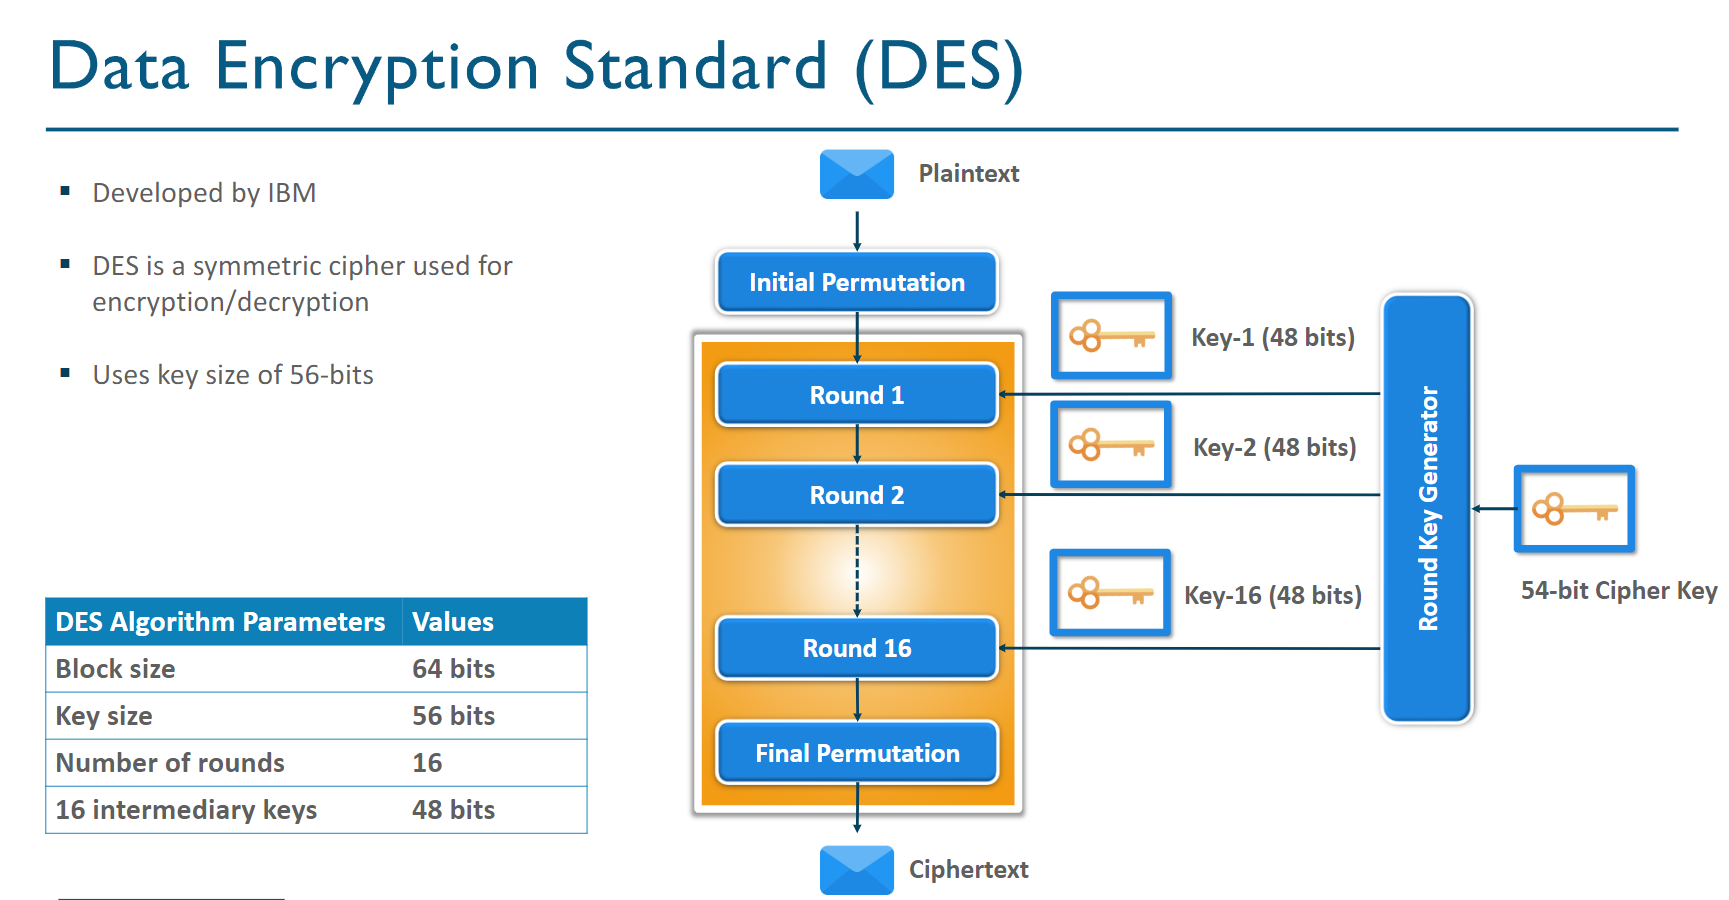 Data Encryption Standard (DES)
▪ Developed by IBM
▪ DES is a symmetric cipher used for
encryption/decryption
▪ Uses key size of 56-bits
DES Algorithm Parameters Values
Block size 64 bits
Key size 56 bits
Number of rounds 16
16 intermediary keys 48 bits
Plaintext
Initial Permutation
Round 1
Round 2
Round 16
Final Permutation
Ciphertext
Key-1 (48 bits)
Key-2 (48 bits)
Key-16 (48 bits)
Round Key Generator
54-bit Cipher Key